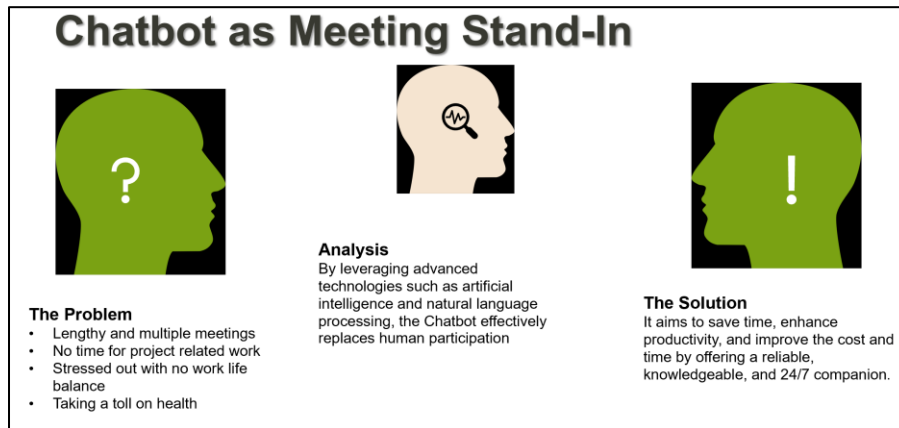 Chatbot as Meeting Stand-In
?
!
The Problem
• Lengthy and multiple meetings
• No time for project related work
• Stressed out with no work life
balance
• Taking a toll on health
Analysis
By leveraging advanced
technologies such as artificial
intelligence and natural language
processing, the Chatbot effectively
replaces human participation
The Solution
It aims to save time, enhance
productivity, and improve the cost and
time by offering a reliable,
knowledgeable, and 24/7 companion.